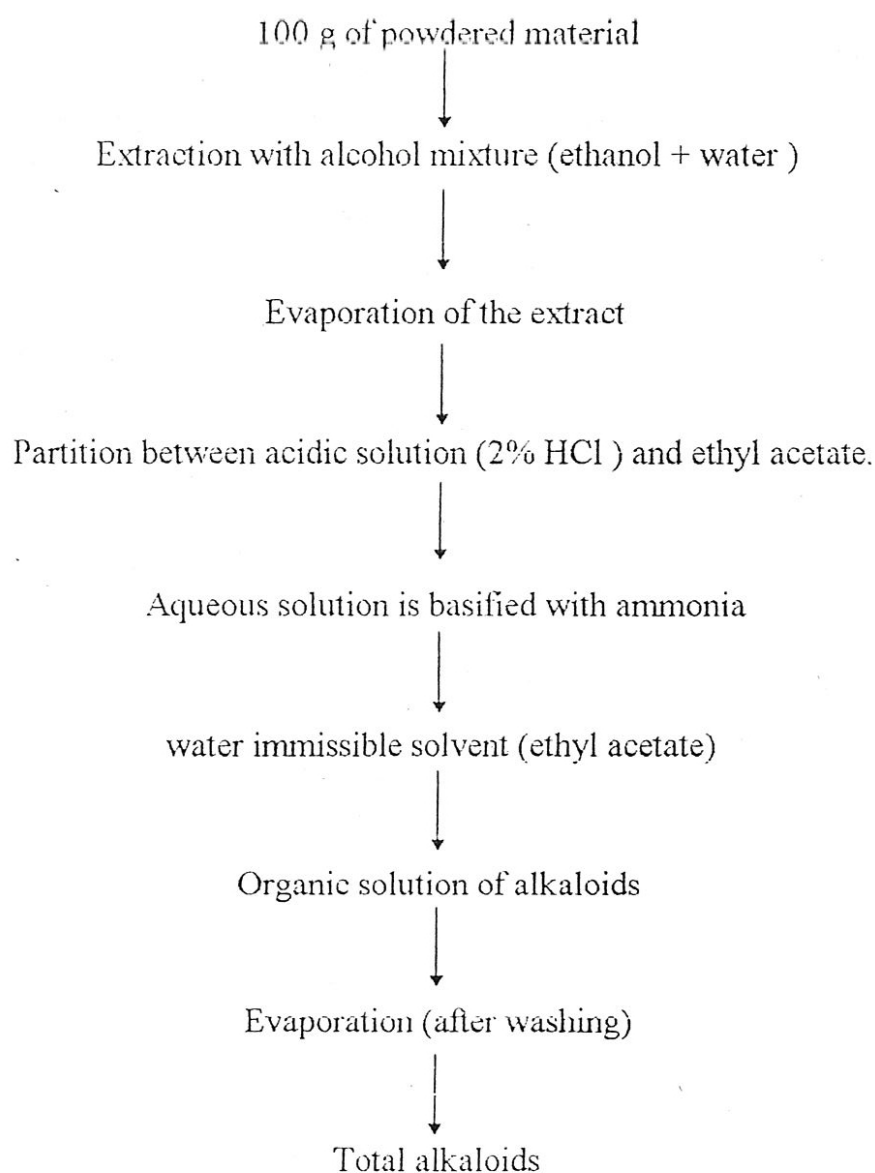 100 g of powdered material
Extraction with alcohol mixture (ethanol + water )
Evaporation of the extract
Partition between acidic solution (2% HCl ) and ethyl acetate.
Aqueous solution is basified with ammonia
water immissible solvent (ethyl acetate)
Organic solution of alkaloids
Evaporation (after washing)
Total alkaloids